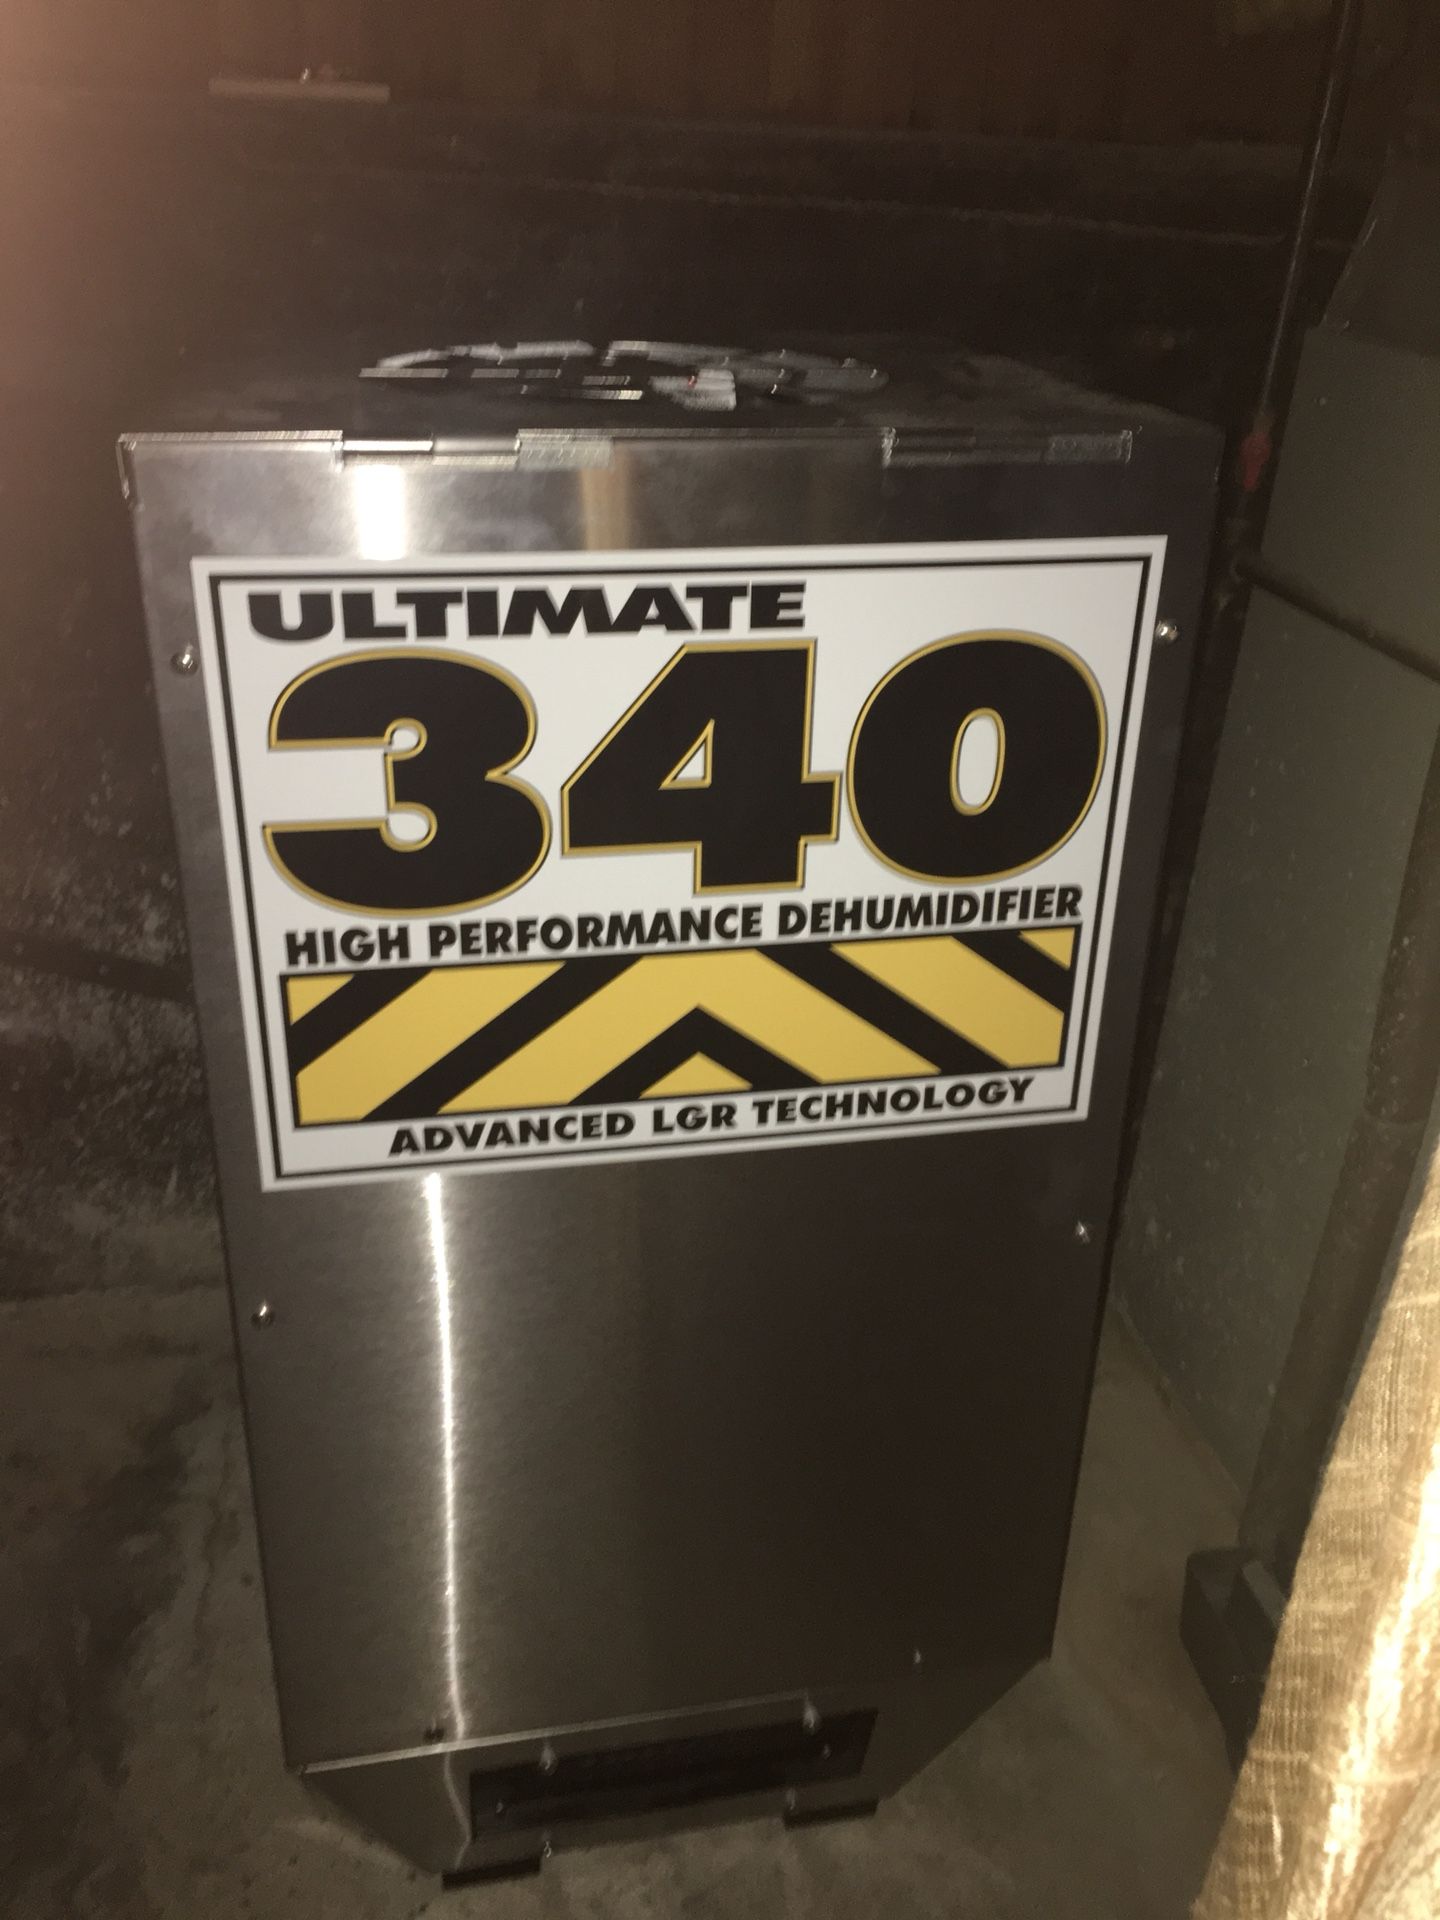 ULTIMATE
340
HIGH PERFORMANCE DEHUMIDIFIER
ADVANCED LGR TECHNOLOGY